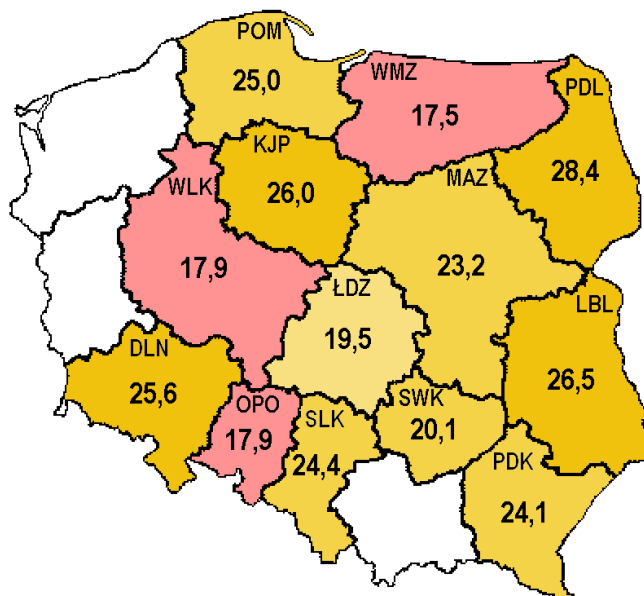 POM
25,0
WMZ
17,5
PDL
28,4
KJP
26,0
WLK
17,9
MAZ
23,2
ŁDZ
19,5
LBL
26,5
DLN
25,6
OPO
17,9
SLK
24,4
SWK
20,1
PDK
24,1